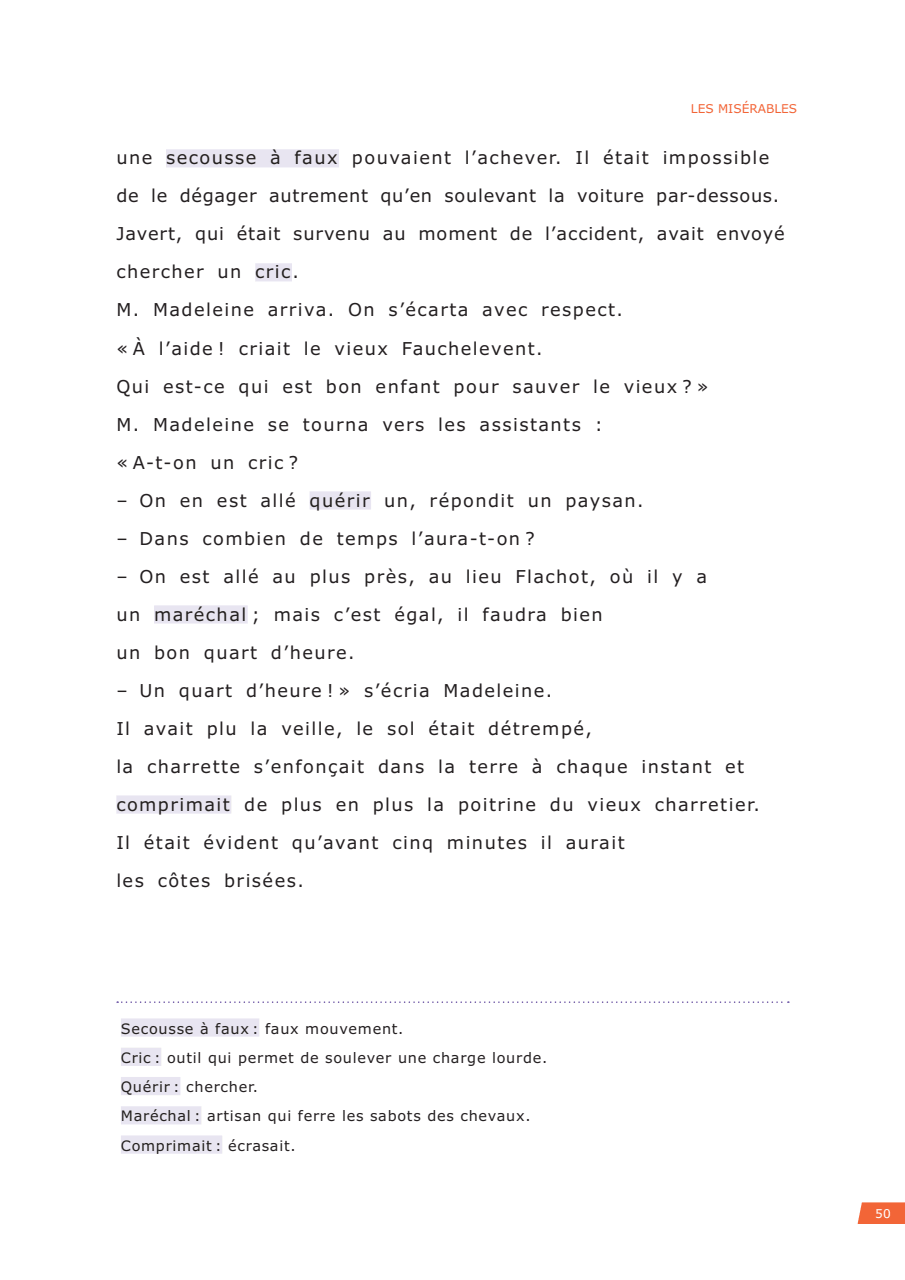 LES MISÉRABLES
une secousse à faux pouvaient l’achever. Il était impossible
de le dégager autrement qu’en soulevant la voiture par-dessous.
Javert, qui était survenu au moment de l’accident, avait envoyé
chercher un cric.
M. Madeleine arriva. On s’écarta avec respect.
« À l’aide ! criait le vieux Fauchelevent.
Qui est-ce qui est bon enfant pour sauver le vieux ? »
M. Madeleine se tourna vers les assistants :
« A-t-on un cric ?
– On en est allé quérir un, répondit un paysan.
– Dans combien de temps l’aura-t-on ?
– On est allé au plus près, au lieu Flachot, où il y a
un maréchal ; mais c’est égal, il faudra bien
un bon quart d’heure.
– Un quart d’heure ! » s’écria Madeleine.
Il avait plu la veille, le sol était détrempé,
la charrette s’enfonçait dans la terre à chaque instant et
comprimait de plus en plus la poitrine du vieux charretier.
Il était évident qu’avant cinq minutes il aurait
les côtes brisées.
Secousse à faux : faux mouvement.
Cric : outil qui permet de soulever une charge lourde.
Quérir : chercher.
Maréchal : artisan qui ferre les sabots des chevaux.
Comprimait : écrasait.
50